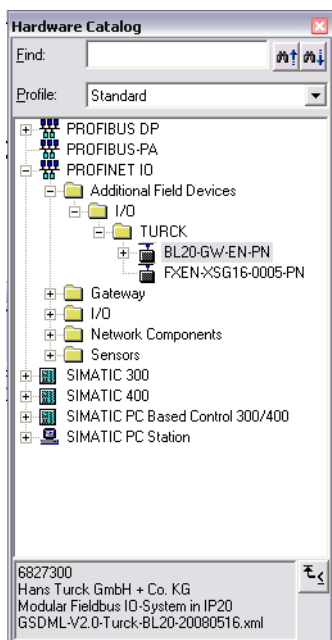 Hardware Catalog
Find:
Profile:
Standard
PROFIBUS DP
PROFIBUS-PA
PROFINET IO
Additional Field Devices
I/O
TURCK
BL20-GW-EN-PN
FXEN-XSG16-0005-PN
Gateway
I/O
Network Components
Sensors
SIMATIC 300
SIMATIC 400
SIMATIC PC Based Control 300/400
SIMATIC PC Station
6827300
Hans Turck GmbH + Co. KG
Modular Fieldbus IO-System in IP20
GSDML-V2.0-Turck-BL20-20080516.xml